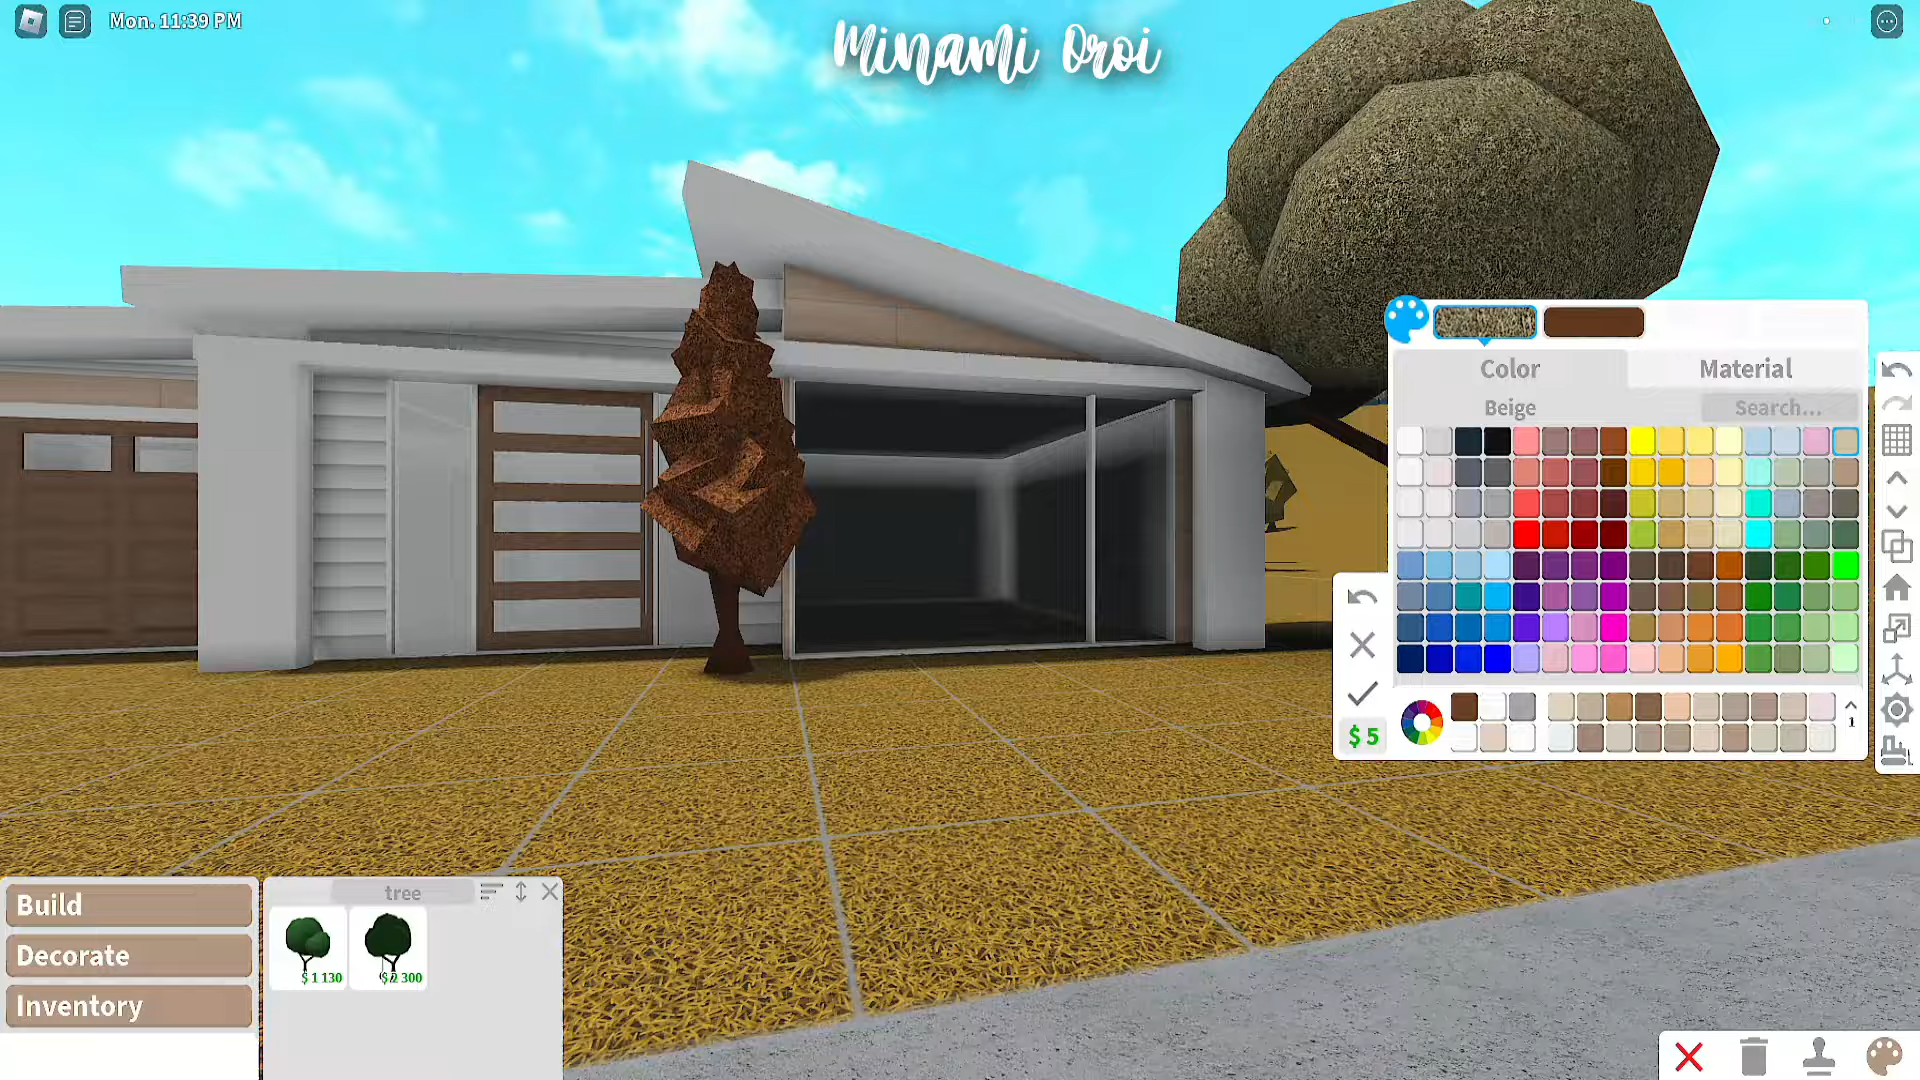 Mon. 11:39 PM
Minami Oroi
Color
Material
Beige
Search...
1
$ 5
Build
Decorate
Inventory
tree
$ 1 130
$ 2 300